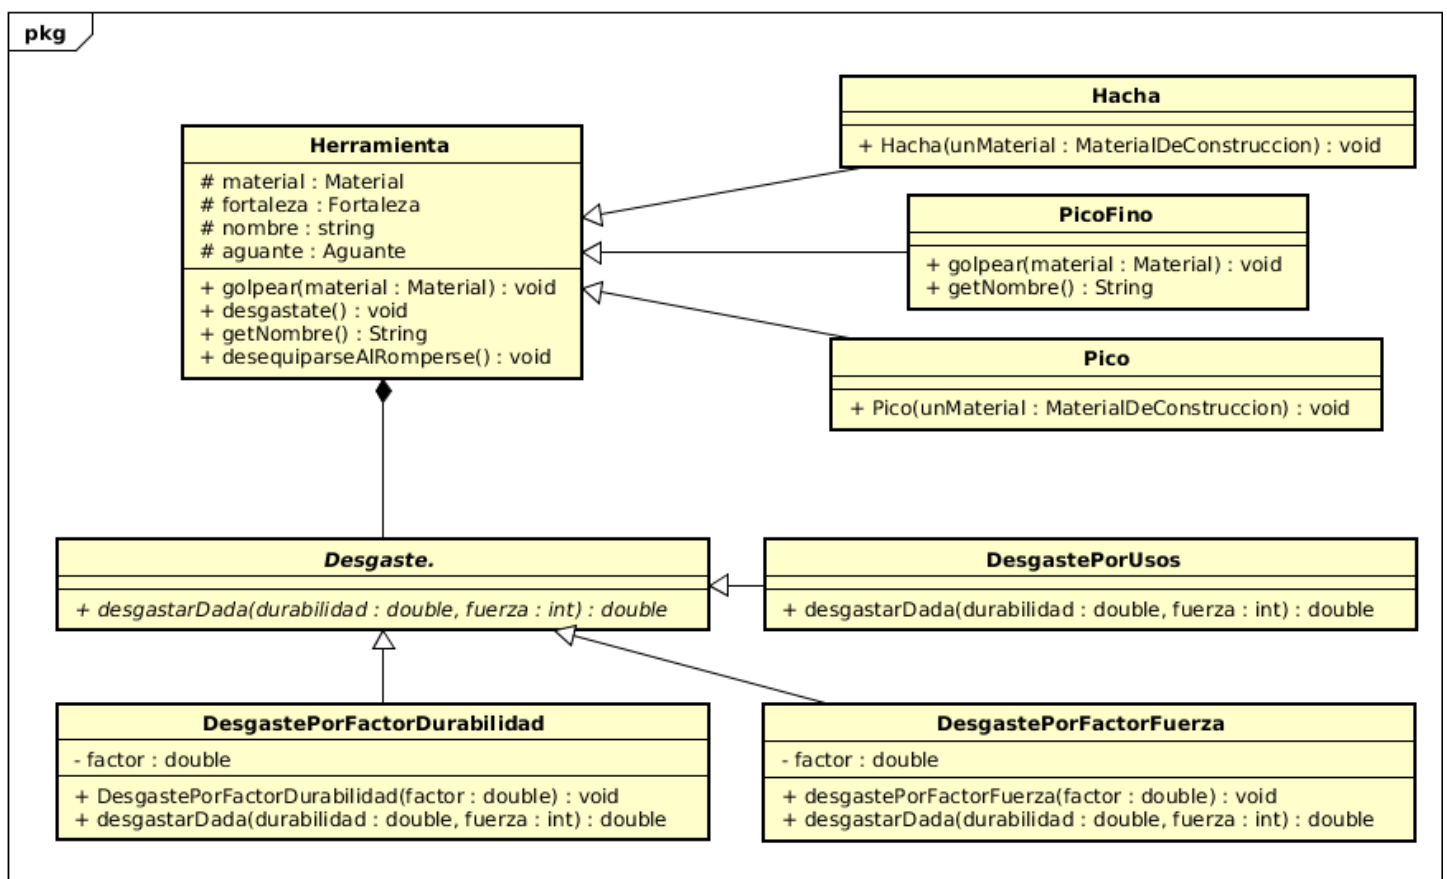 pkg
Herramienta
# material : Material
# fortaleza : Fortaleza
# nombre : string
# aguante : Aguante
+ golpear(material : Material) : void
+ desgastate() : void
+ getNombre() : String
+ desequiparseAlRomperse() : void
Hacha
+ Hacha(unMaterial : MaterialDeConstruccion) : void
PicoFino
+ golpear(material : Material) : void
+ getNombre() : String
Pico
+ Pico(unMaterial : MaterialDeConstruccion) : void
Desgaste.
+ desgastarDada(durabilidad : double, fuerza : int) : double
DesgastePorUsos
+ desgastarDada(durabilidad : double, fuerza : int) : double
DesgastePorFactorDurabilidad
- factor : double
+ DesgastePorFactorDurabilidad(factor : double) : void
+ desgastarDada(durabilidad : double, fuerza : int) : double
DesgastePorFactorFuerza
- factor : double
+ desgastePorFactorFuerza(factor : double) : void
+ desgastarDada(durabilidad : double, fuerza : int) : double